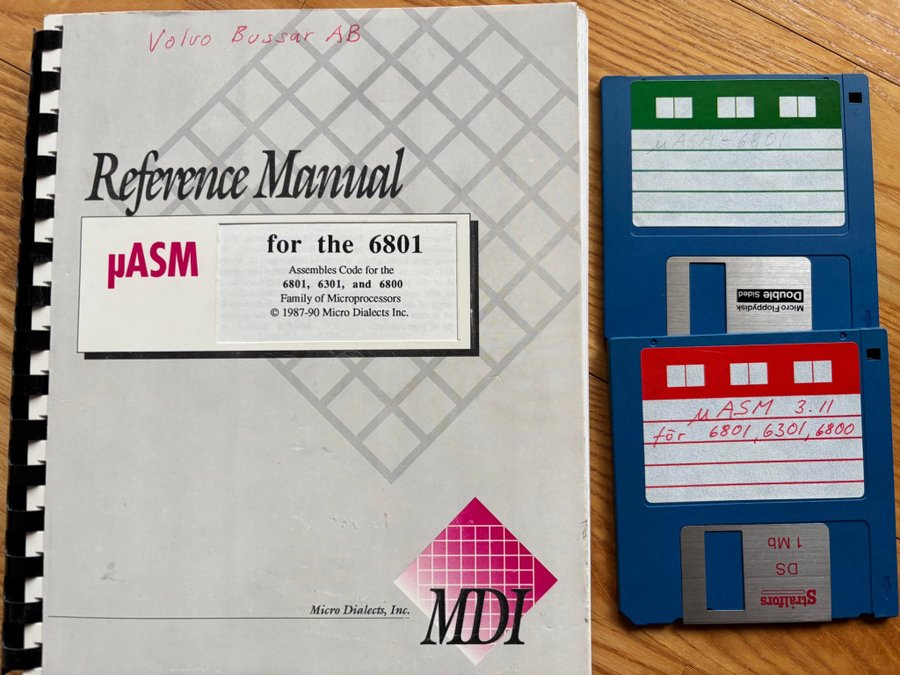 Volvo Bussar AB
Reference Manual
µASM
for the 6801
Assembles Code for the
6801, 6301, and 6800
Family of Microprocessors
© 1987-90 Micro Dialects Inc.
Micro Dialects, Inc.
MDI
µASM-6801
Micro Floppydisk
Double Sided
µASM 3.11
för 6801, 6301, 6800
1 Mb
DS
Strålfors